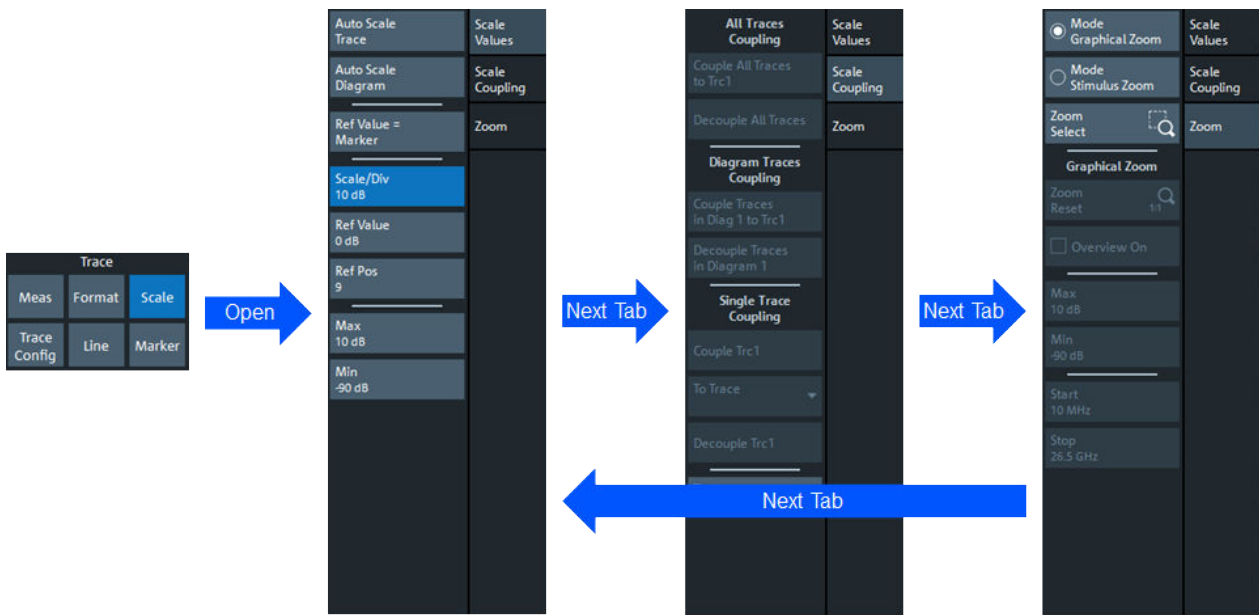 Trace
Meas
Format
Scale
Trace
Config
Line
Marker
Open
Auto Scale
Trace
Auto Scale
Diagram
Ref Value =
Marker
Scale/Div
10 dB
Ref Value
0 dB
Ref Pos
9
Max
10 dB
Min
-90 dB
Scale
Values
Scale
Coupling
Zoom
Next Tab
All Traces
Coupling
Couple All Traces
to Trc1
Decouple All Traces
Diagram Traces
Coupling
Couple Traces
in Diag 1 to Trc1
Decouple Traces
in Diagram 1
Single Trace
Coupling
Couple Trc1
To Trace
Decouple Trc1
Scale
Values
Scale
Coupling
Zoom
Next Tab
Mode
Graphical Zoom
Mode
Stimulus Zoom
Zoom
Select
Graphical Zoom
Zoom
Reset
1/1
Overview On
Max
10 dB
Min
-90 dB
Start
10 MHz
Stop
26.5 GHz
Scale
Values
Scale
Coupling
Zoom
Next Tab